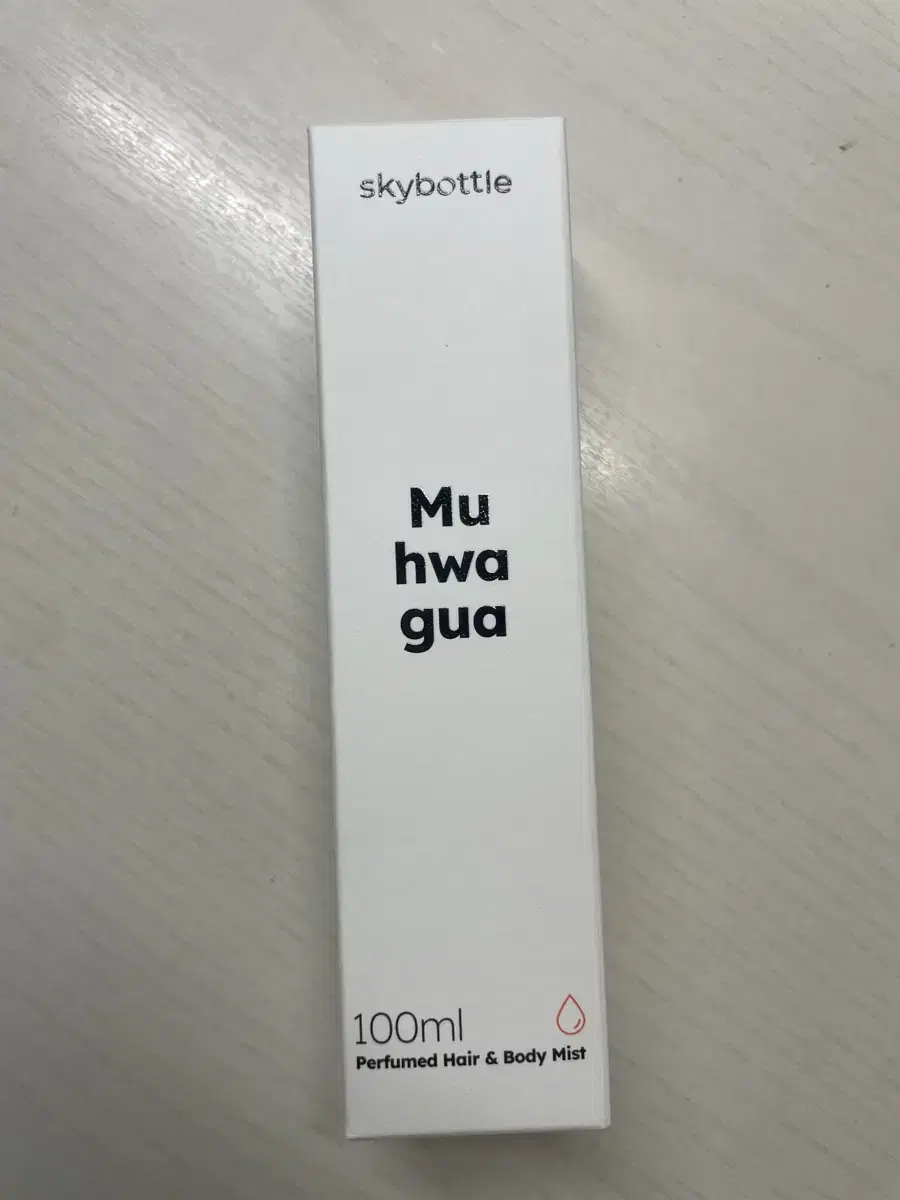 skybottle
Mu
hwa
gua
100ml
Perfumed Hair & Body Mist